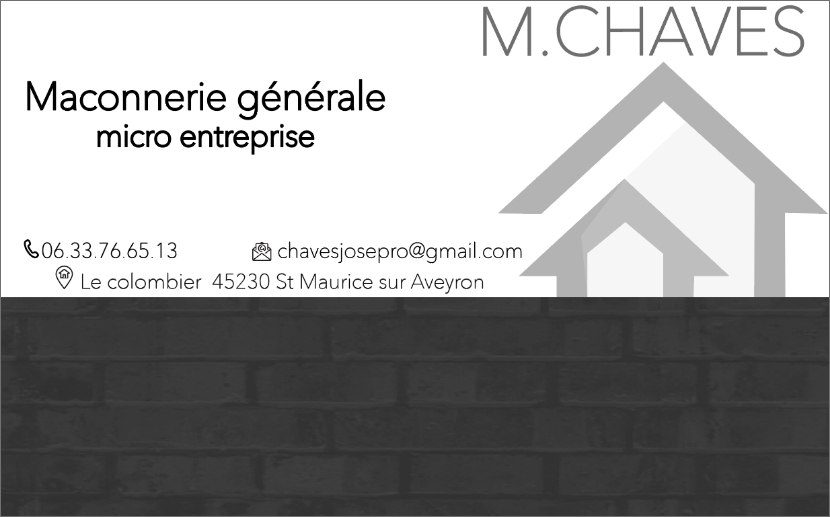 M.CHAVES
Maconnerie générale
micro entreprise
06.33.76.65.13 chavesjosepro@gmail.com
Le colombier 45230 St Maurice sur Aveyron